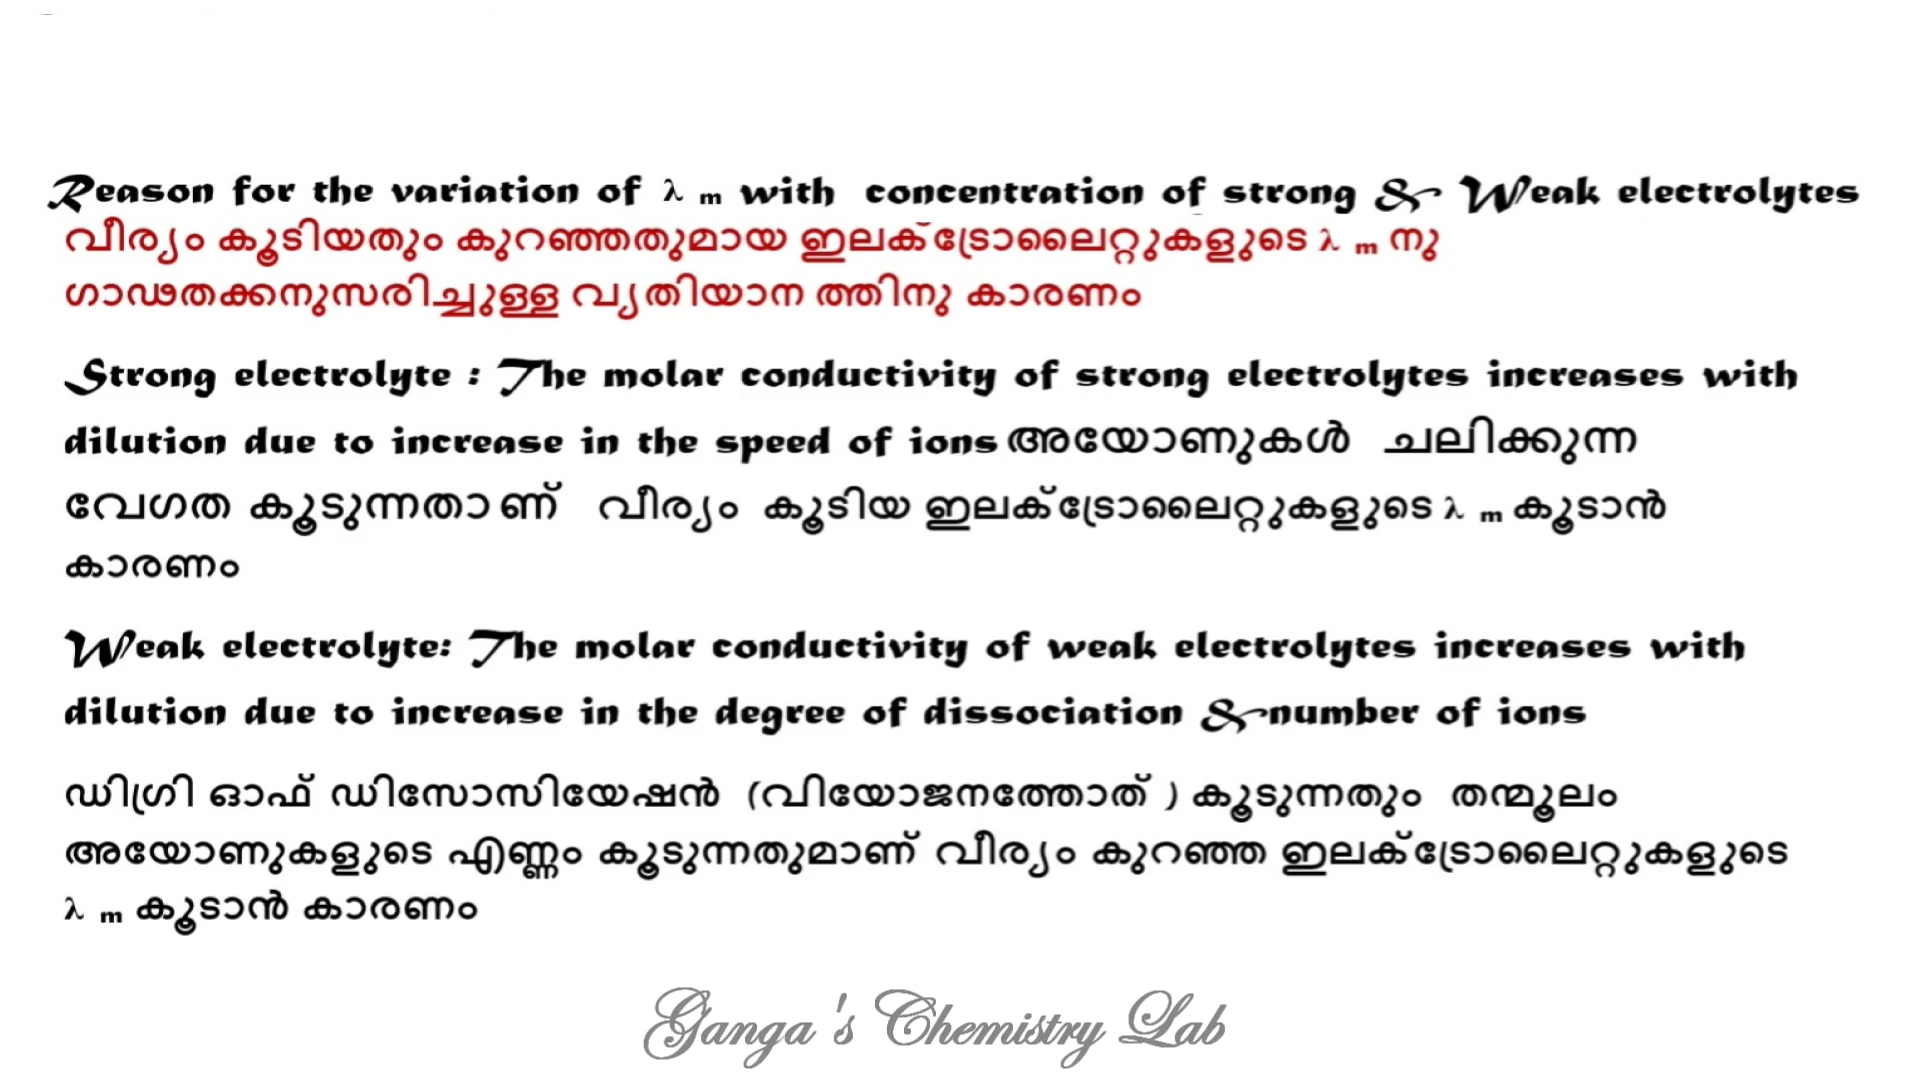 Reason for the variation of λ m with concentration of strong & Weak electrolytes
വീര്യം കൂടിയതും കുറഞ്ഞതുമായ ഇലക്ട്രോലൈറ്റുകളുടെ λ m നു
ഗാഢതക്കനുസരിച്ചുള്ള വ്യതിയാന ത്തിനു കാരണം
Strong electrolyte : The molar conductivity of strong electrolytes increases with
dilution due to increase in the speed of ions അയോണുകൾ ചലിക്കുന്ന
വേഗത കൂടുന്നതാണ് വീര്യം കൂടിയ ഇലക്ട്രോലൈറ്റുകളുടെ λ m കൂടാൻ
കാരണം
Weak electrolyte: The molar conductivity of weak electrolytes increases with
dilution due to increase in the degree of dissociation &number of ions
ഡിഗ്രി ഓഫ് ഡിസോസിയേഷൻ (വിയോജനത്തോത് ) കൂടുന്നതും തന്മൂലം
അയോണുകളുടെ എണ്ണം കൂടുന്നതുമാണ് വീര്യം കുറഞ്ഞ ഇലക്ട്രോലൈറ്റുകളുടെ
λ m കൂടാൻ കാരണം
Ganga's Chemistry Lab